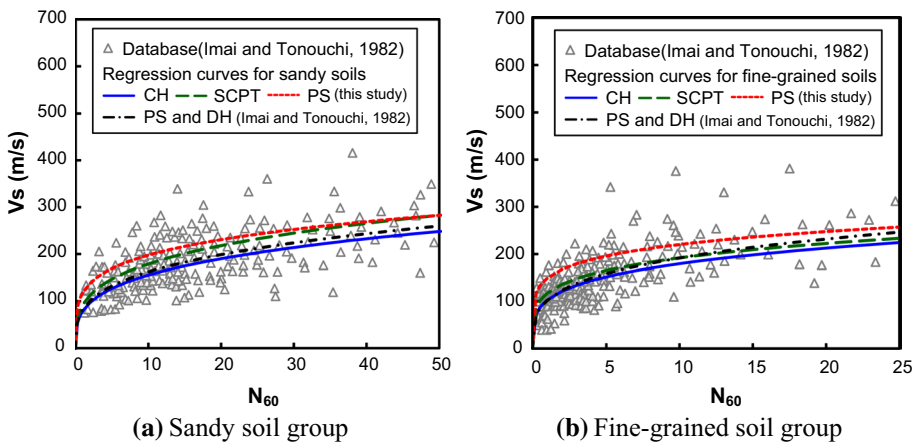 700
600
500
400
300
200
100
0
Vs (m/s)
Database(Imai and Tonouchi, 1982)
Regression curves for sandy soils
CH SCPT PS (this study)
PS and DH (Imai and Tonouchi, 1982)
0 10 20 30 40 50
N60
(a) Sandy soil group
700
600
500
400
300
200
100
0
Vs (m/s)
Database(Imai and Tonouchi, 1982)
Regression curves for fine-grained soils
CH SCPT PS (this study)
PS and DH (Imai and Tonouchi, 1982)
0 5 10 15 20 25
N60
(b) Fine-grained soil group